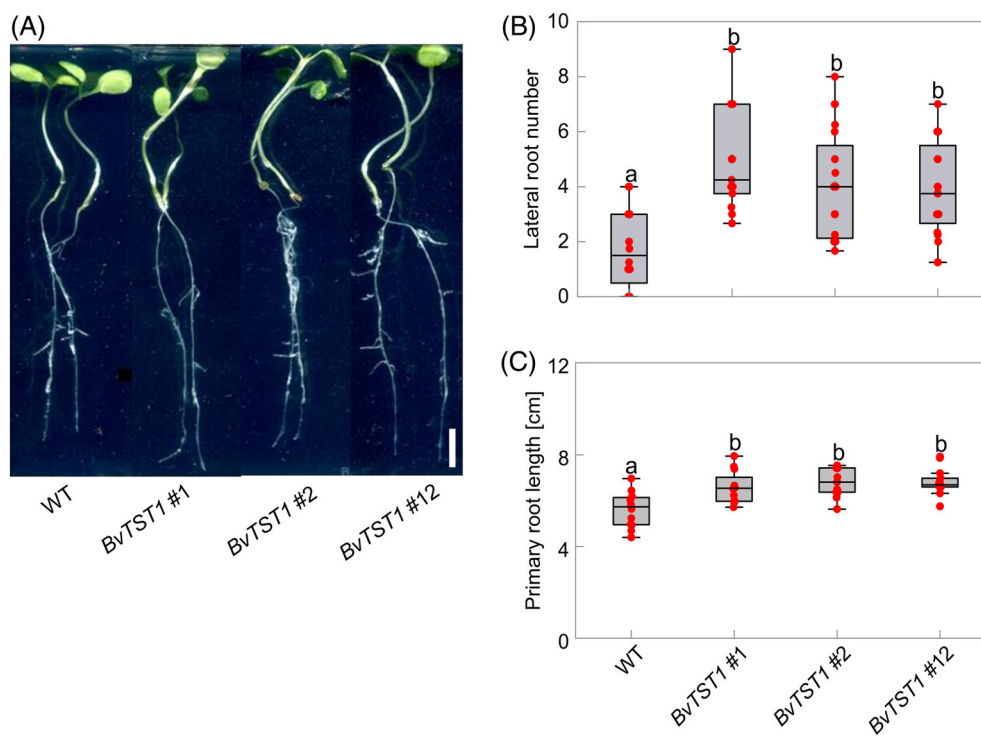 (A)
WT
BvTST1 #1
BvTST1 #2
BvTST1 #12
(B)
Lateral root number
10
8
6
4
2
0
a
b
b
b
(C)
Primary root length [cm]
12
8
4
0
a
b
b
b
WT
BvTST1 #1
BvTST1 #2
BvTST1 #12